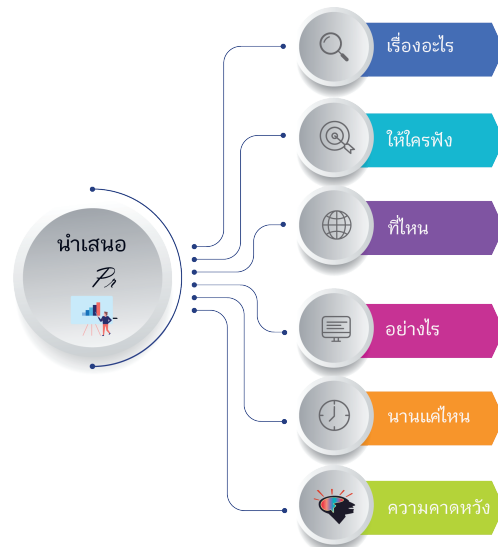 นำเสนอ
Pr
เรื่องอะไร
ให้ใครฟัง
ที่ไหน
อย่างไร
นานแค่ไหน
ความคาดหวัง